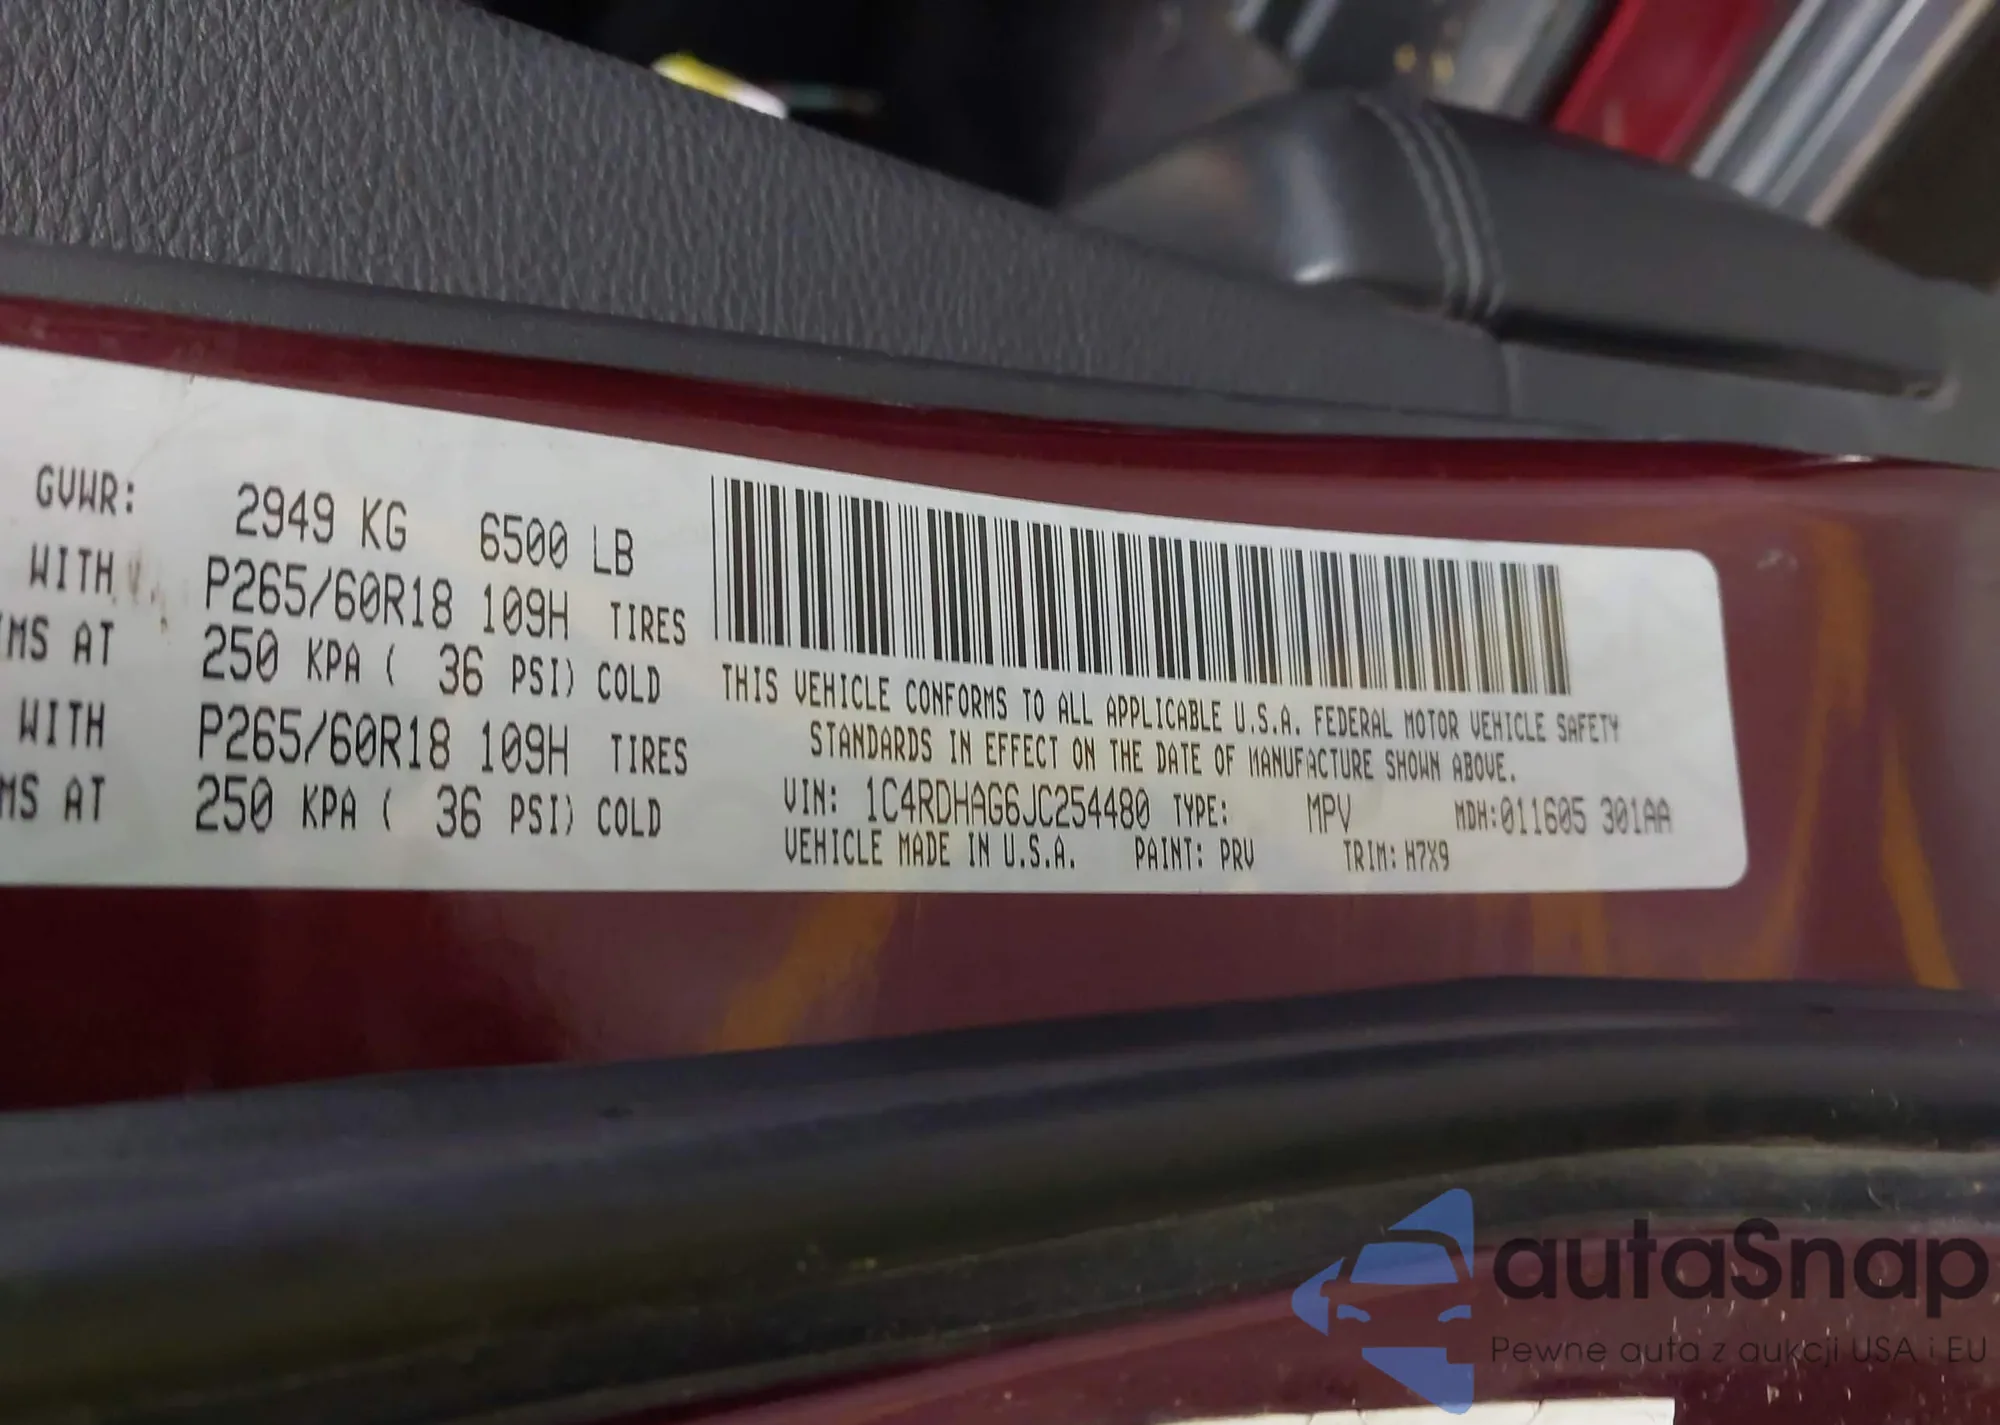 GVWR: 2949 KG 6500 LB
WITH P265/60R18 109H TIRES
MS AT 250 KPA ( 36 PSI) COLD
WITH P265/60R18 109H TIRES
MS AT 250 KPA ( 36 PSI) COLD
THIS VEHICLE CONFORMS TO ALL APPLICABLE U.S.A. FEDERAL MOTOR VEHICLE SAFETY
STANDARDS IN EFFECT ON THE DATE OF MANUFACTURE SHOWN ABOVE.
VIN: 1C4RDHAG6JC254480 TYPE: MPV MDH:011605 301AA
VEHICLE MADE IN U.S.A. PAINT: PRV TRIM: H7X9
autaSnap
Pewne auta z aukcji USA i EU